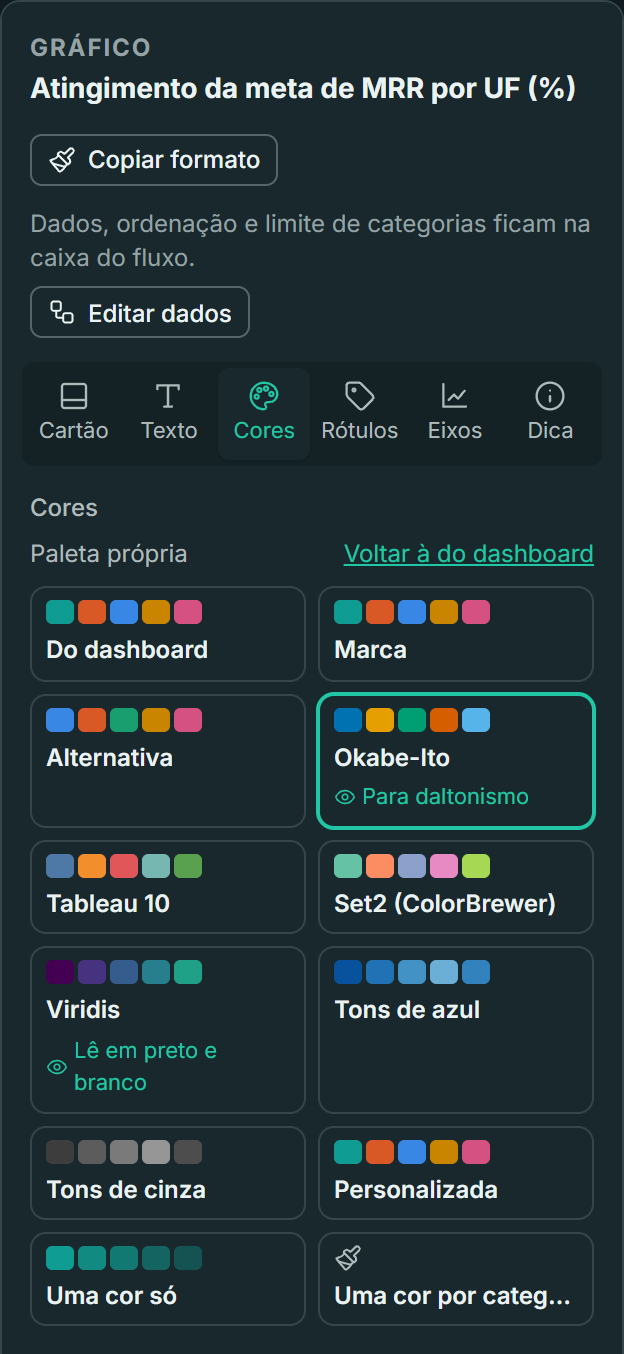 GRÁFICO
Atingimento da meta de MRR por UF (%)
Copiar formato
Dados, ordenação e limite de categorias ficam na
caixa do fluxo.
Editar dados
Cartão Texto Cores Rótulos Eixos Dica
Cores
Paleta própria Voltar à do dashboard
Do dashboard Marca
Alternativa Okabe-Ito
Para daltonismo
Tableau 10 Set2 (ColorBrewer)
Viridis Tons de azul
Lê em preto e
branco
Tons de cinza Personalizada
Uma cor só Uma cor por categ...